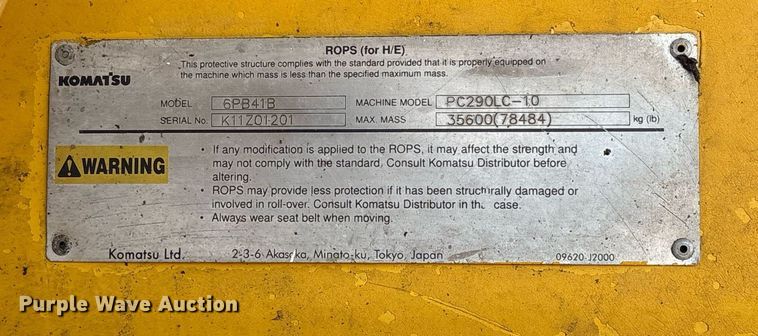 ROPS (for H/E)
This protective structure complies with the standard provided that it is properly equipped on
the machine which mass is less than the specified maximum mass.
KOMATSU
MODEL 6PB41B MACHINE MODEL PC290LC-10
SERIAL No. K11Z01201 MAX. MASS 35600(78484) kg (lb)
WARNING
• If any modification is applied to the ROPS, it may affect the strength and
may not comply with the standard. Consult Komatsu Distributor before
altering.
• ROPS may provide less protection if it has been structurally damaged or
involved in roll-over. Consult Komatsu Distributor in the case.
• Always wear seat belt when moving.
Komatsu Ltd. 2-3-6 Akasaka, Minato-ku, Tokyo, Japan 09620-J2000
Purple Wave Auction